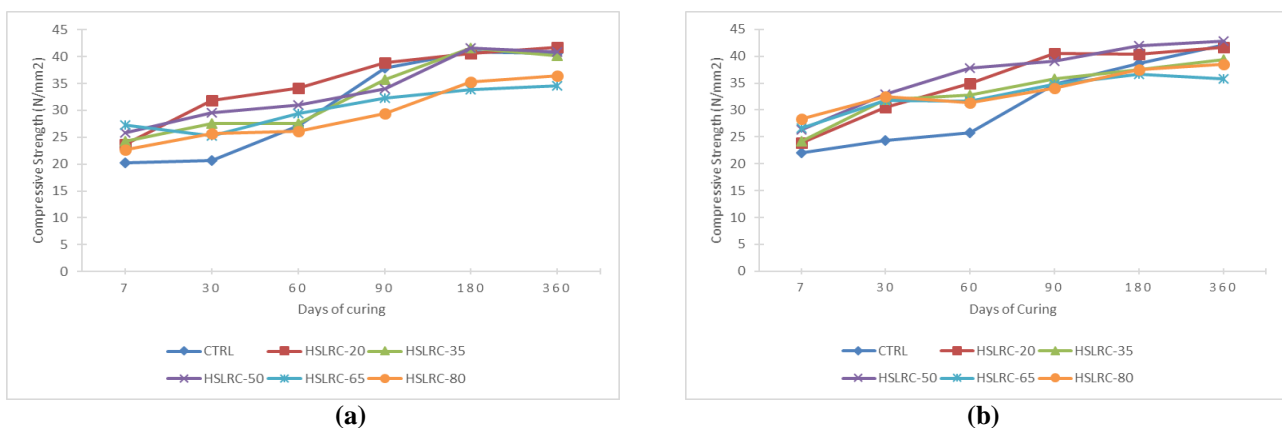 45
40
35
30
25
20
15
10
5
0
Compressive Strength (N/mm2)
7 30 60 90 180 360
Days of curing
CTRL HSLRC-20 HSLRC-35
HSLRC-50 HSLRC-65 HSLRC-80
(a)
45
40
35
30
25
20
15
10
5
0
Compressive Strength (N/mm2)
7 30 60 90 180 360
Days of Curing
CTRL HSLRC-20 HSLRC-35
HSLRC-50 HSLRC-65 HSLRC-80
(b)